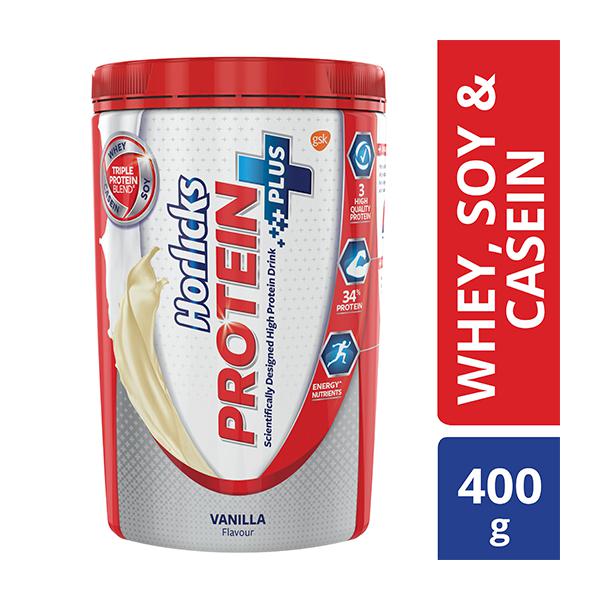 WHEY
TRIPLE
PROTEIN
BLEND^
CASEIN
SOY
Horlicks
PROTEIN
PLUS
Scientifically Designed High Protein Drink
gsk
3
HIGH
QUALITY
PROTEIN
34%
PROTEIN
ENERGY^
NUTRIENTS
VANILLA
Flavour
WHEY, SOY &
CASEIN
400
g